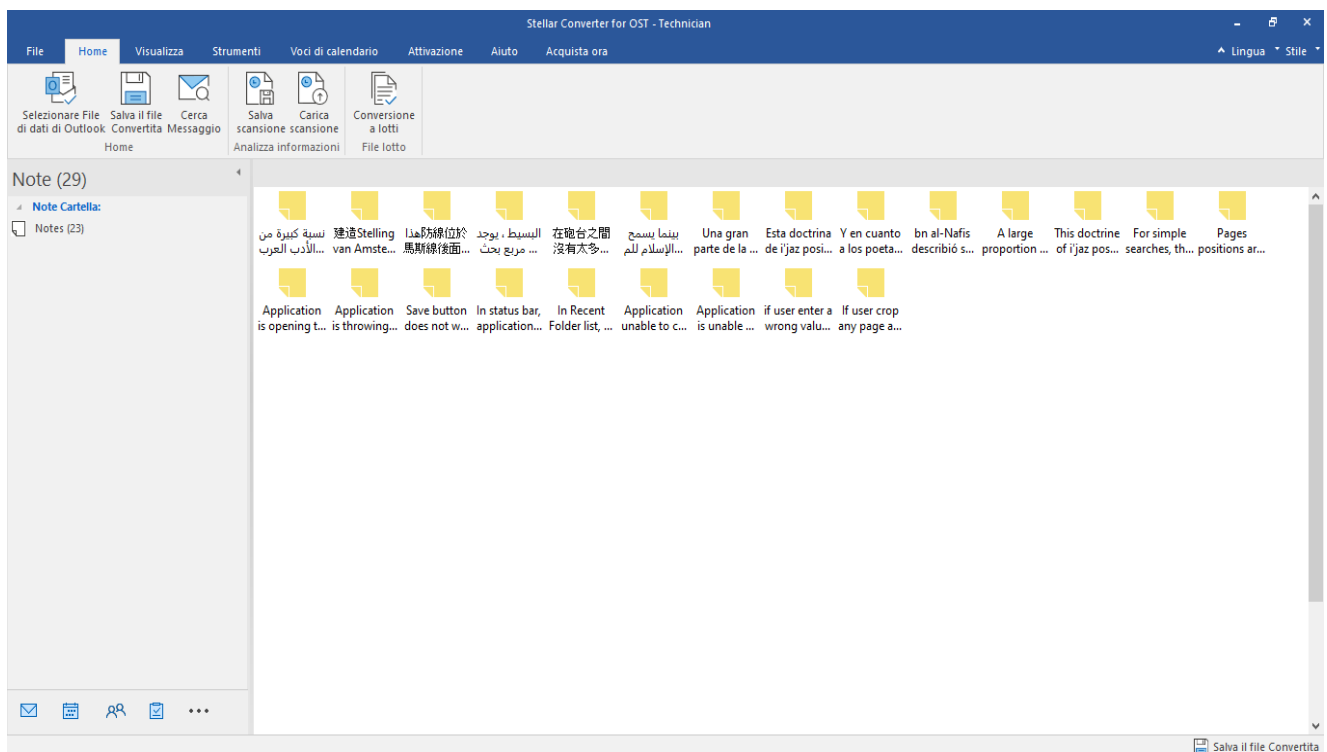 Stellar Converter for OST - Technician
File Home Visualizza Strumenti Voci di calendario Attivazione Aiuto Acquista ora Lingua Stile
Selezionare File di dati di Outlook
Salva il file Convertita
Cerca Messaggio
Salva scansione
Carica scansione
Conversione a lotti
Home
Analizza informazioni
File lotto
Note (29)
Note Cartella:
Notes (23)
نسبة كبيرة من
الأدب العرب...
建造Stelling
van Amste...
هذا防線位於
馬斯線後面...
البسيط ، يوجد
مربع بحث ...
在砲台之間
沒有太多...
بينما يسمح
الإسلام للم...
Una gran
parte de la ...
Esta doctrina
de i'jaz posi...
Y en cuanto
a los poeta...
bn al-Nafis
describió s...
A large
proportion ...
This doctrine
of i'jaz pos...
For simple
searches, th...
Pages
positions ar...
Application
is opening t...
Application
is throwing...
Save button
does not w...
In status bar,
application...
In Recent
Folder list, ...
Application
unable to c...
Application
is unable ...
if user enter a
wrong valu...
If user crop
any page a...
Salva il file Convertita